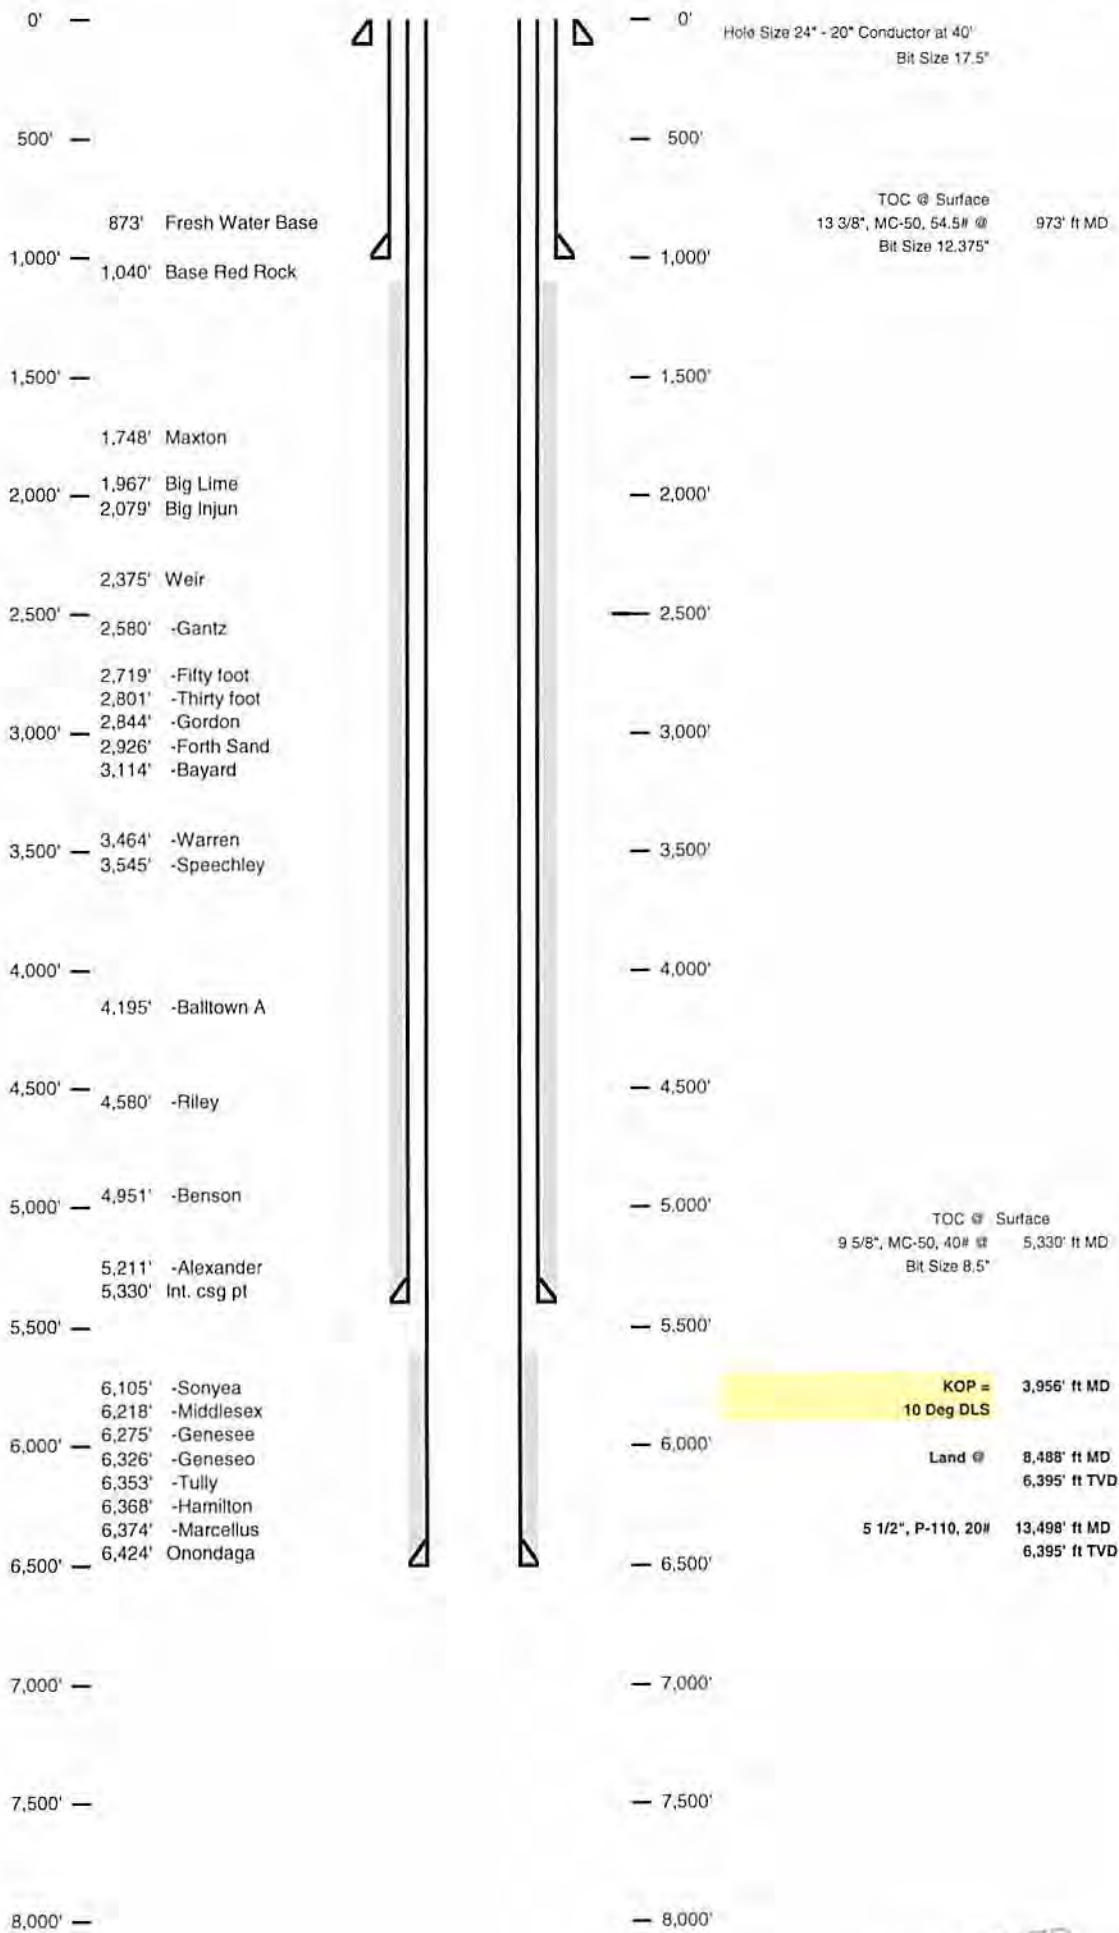 0' 0'
Hole Size 24" - 20" Conductor at 40'
Bit Size 17.5"
500' 500'
TOC @ Surface
873' Fresh Water Base 13 3/8", MC-50, 54.5# @ 973' ft MD
Bit Size 12.375"
1,000' 1,000'
1,040' Base Red Rock
1,500' 1,500'
1,748' Maxton
1,967' Big Lime
2,000' 2,000'
2,079' Big Injun
2,375' Weir
2,500' 2,500'
2,580' -Gantz
2,719' -Fifty foot
2,801' -Thirty foot
2,844' -Gordon
3,000' 3,000'
2,926' -Forth Sand
3,114' -Bayard
3,464' -Warren
3,500' 3,500'
3,545' -Speechley
4,000' 4,000'
4,195' -Balltown A
4,500' 4,500'
4,580' -Riley
4,951' -Benson
5,000' 5,000'
TOC @ Surface
9 5/8", MC-50, 40# @ 5,330' ft MD
5,211' -Alexander Bit Size 8.5"
5,330' Int. csg pt
5,500' 5,500'
6,105' -Sonyea KOP = 3,956' ft MD
6,218' -Middlesex 10 Deg DLS
6,275' -Genesee
6,000' 6,000'
6,326' -Geneseo Land @ 8,488' ft MD
6,353' -Tully 6,395' ft TVD
6,368' -Hamilton
6,374' -Marcellus 5 1/2", P-110, 20# 13,498' ft MD
6,424' Onondaga 6,395' ft TVD
6,500' 6,500'
7,000' 7,000'
7,500' 7,500'
8,000' 8,000'